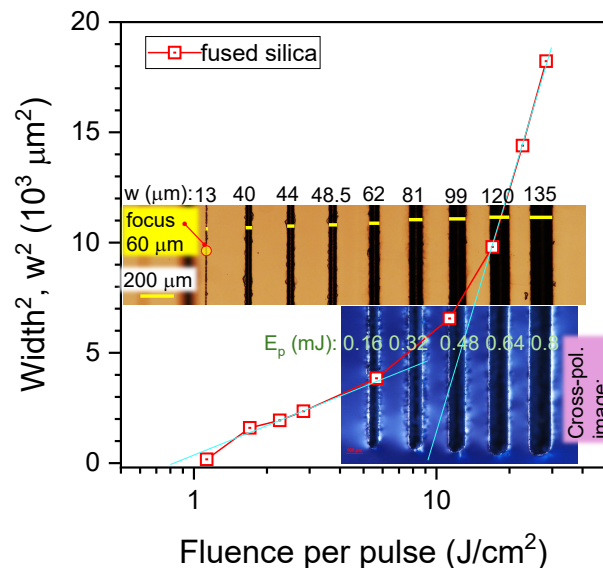 20
15
10
5
0
Width², w² (10³ μm²)
fused silica
w (μm): 13 40 44 48.5 62 81 99 120 135
focus
60 μm
200 μm
Eₚ (mJ): 0.16 0.32 0.48 0.64 0.8
Cross-pol.
image:
1 10
Fluence per pulse (J/cm²)